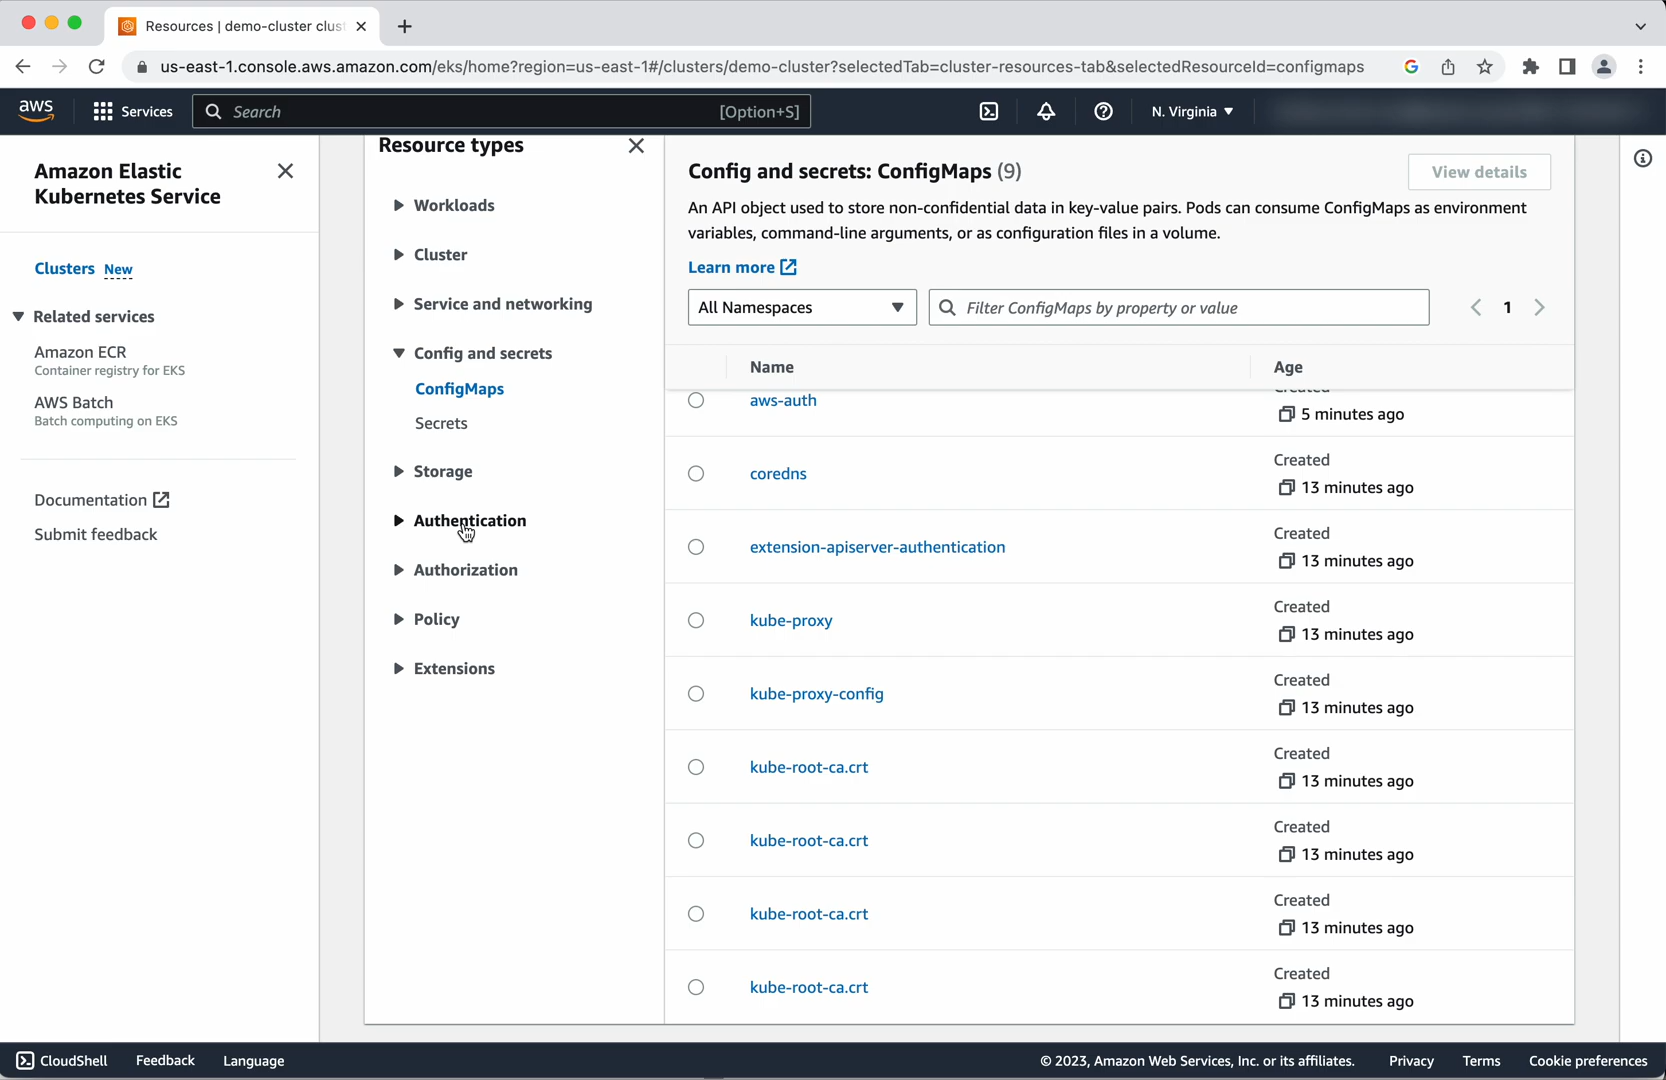 Resources | demo-cluster clus
us-east-1.console.aws.amazon.com/eks/home?region=us-east-1#/clusters/demo-cluster?selectedTab=cluster-resources-tab&selectedResourceId=configmaps
aws
Services
Search
[Option+S]
N. Virginia
Amazon Elastic
Kubernetes Service
Clusters New
Related services
Amazon ECR
Container registry for EKS
AWS Batch
Batch computing on EKS
Documentation
Submit feedback
Resource types
Workloads
Cluster
Service and networking
Config and secrets
ConfigMaps
Secrets
Storage
Authentication
Authorization
Policy
Extensions
Config and secrets: ConfigMaps (9)
View details
An API object used to store non-confidential data in key-value pairs. Pods can consume ConfigMaps as environment
variables, command-line arguments, or as configuration files in a volume.
Learn more
All Namespaces
Filter ConfigMaps by property or value
1
Name
Age
Created
aws-auth
5 minutes ago
Created
coredns
13 minutes ago
Created
extension-apiserver-authentication
13 minutes ago
Created
kube-proxy
13 minutes ago
Created
kube-proxy-config
13 minutes ago
Created
kube-root-ca.crt
13 minutes ago
Created
kube-root-ca.crt
13 minutes ago
Created
kube-root-ca.crt
13 minutes ago
Created
kube-root-ca.crt
13 minutes ago
CloudShell
Feedback
Language
© 2023, Amazon Web Services, Inc. or its affiliates.
Privacy
Terms
Cookie preferences